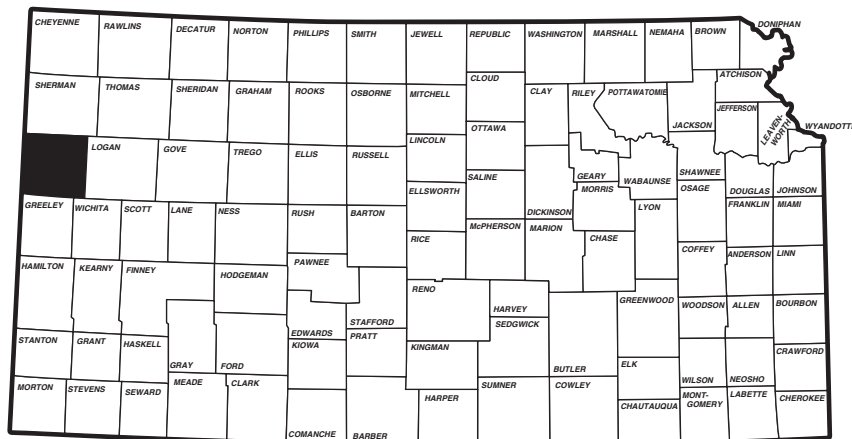 CHEYENNE
RAWLINS
DECATUR
NORTON
PHILLIPS
SMITH
JEWELL
REPUBLIC
WASHINGTON
MARSHALL
NEMAHA
BROWN
DONIPHAN
SHERMAN
THOMAS
SHERIDAN
GRAHAM
ROOKS
OSBORNE
MITCHELL
CLOUD
CLAY
RILEY
POTTAWATOMIE
JACKSON
ATCHISON
JEFFERSON
LEAVEN-
WORTH
WYANDOTT
LOGAN
GOVE
TREGO
ELLIS
RUSSELL
LINCOLN
OTTAWA
ELLSWORTH
SALINE
DICKINSON
GEARY
MORRIS
WABAUNSE
SHAWNEE
OSAGE
DOUGLAS
JOHNSON
GREELEY
WICHITA
SCOTT
LANE
NESS
RUSH
BARTON
RICE
McPHERSON
MARION
CHASE
LYON
FRANKLIN
MIAMI
HAMILTON
KEARNY
FINNEY
HODGEMAN
PAWNEE
RENO
HARVEY
SEDGWICK
GREENWOOD
COFFEY
ANDERSON
LINN
WOODSON
ALLEN
BOURBON
STANTON
GRANT
HASKELL
GRAY
FORD
EDWARDS
KIOWA
STAFFORD
PRATT
KINGMAN
BUTLER
ELK
WILSON
NEOSHO
CRAWFORD
MORTON
STEVENS
SEWARD
MEADE
CLARK
COMANCHE
BARBER
HARPER
SUMNER
COWLEY
CHAUTAUQUA
MONT-
GOMERY
LABETTE
CHEROKEE